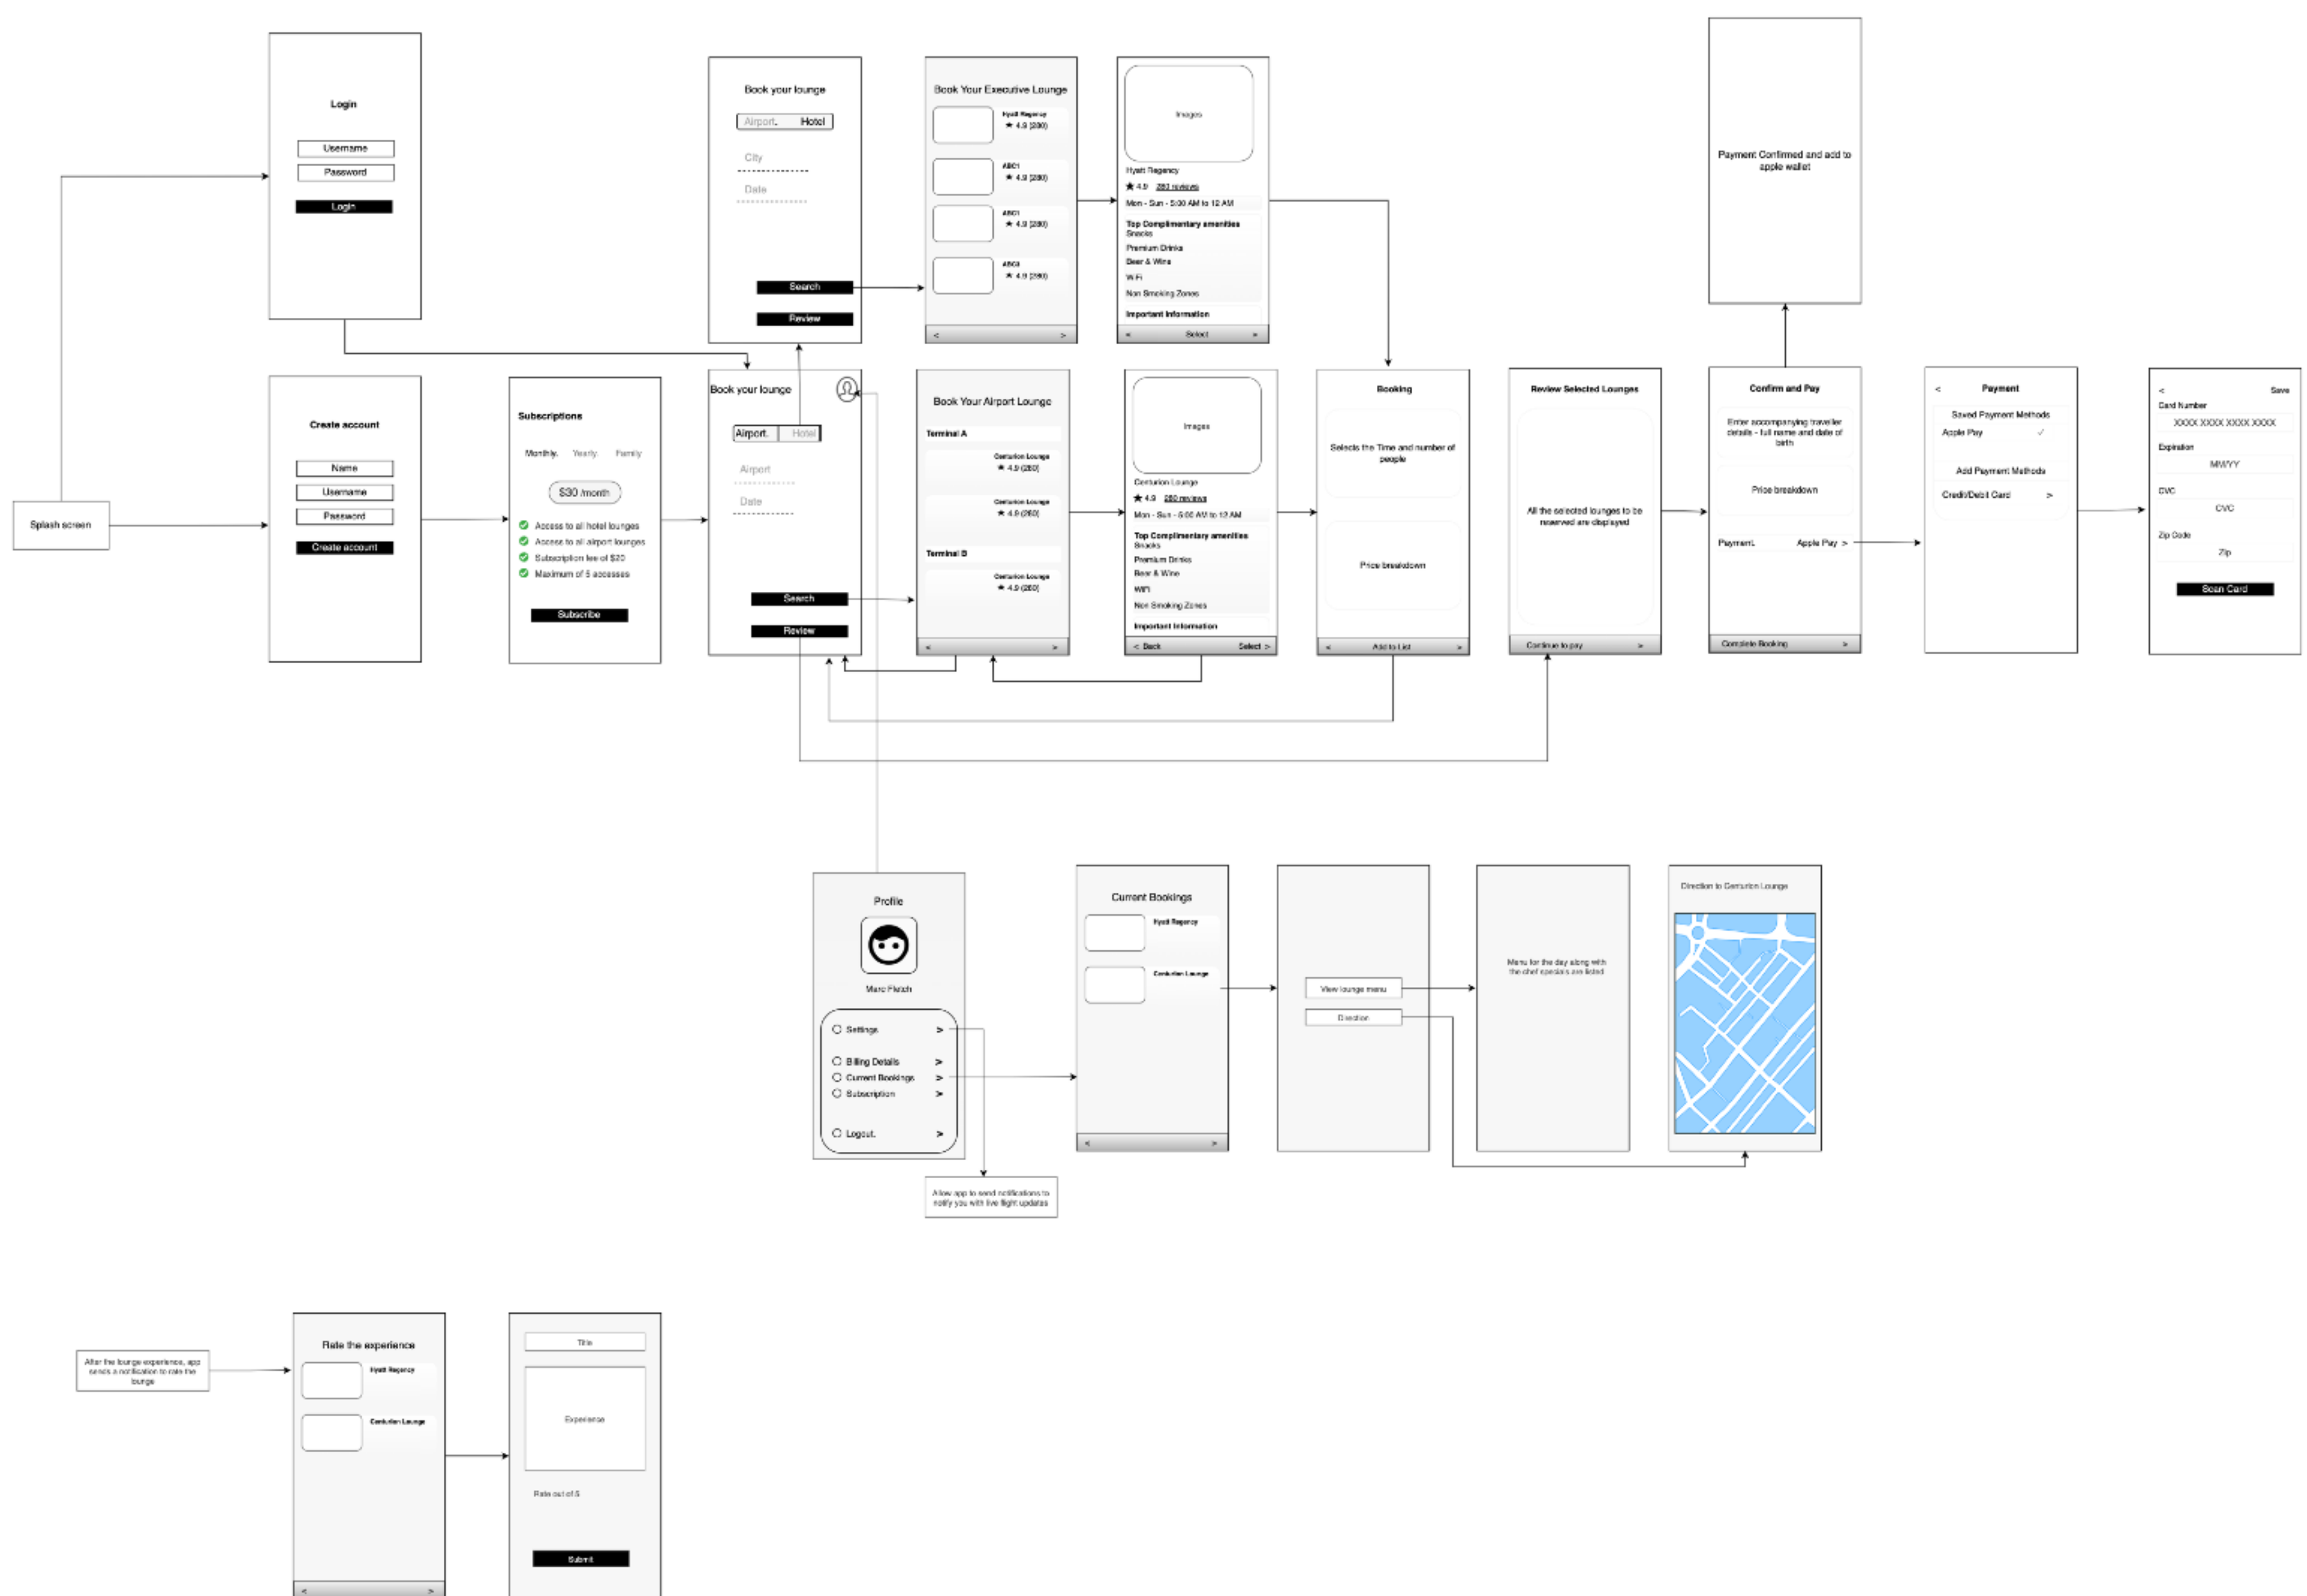 Login
Username
Password
Login
Book your lounge
Airport. Hotel
City
Date
Search
Review
Book Your Executive Lounge
Hyatt Regency
★ 4.9 (280)
ABC1
★ 4.9 (280)
ABC1
★ 4.9 (280)
ABC3
★ 4.9 (280)
< >
Images
Hyatt Regency
★ 4.9 280 reviews
Mon - Sun - 5:00 AM to 12 AM
Top Complimentary amenities
Snacks
Premium Drinks
Beer & Wine
WiFi
Non Smoking Zones
Important Information
< Select >
Payment Confirmed and add to
apple wallet
Splash screen
Create account
Name
Username
Password
Create account
Subscriptions
Monthly. Yearly. Family
$30 /month
Access to all hotel lounges
Access to all airport lounges
Subscription fee of $20
Maximum of 5 accesses
Subscribe
Book your lounge
Airport. Hotel
Airport
Date
Search
Review
Book Your Airport Lounge
Terminal A
Centurion Lounge
★ 4.9 (280)
Centurion Lounge
★ 4.9 (280)
Terminal B
Centurion Lounge
★ 4.9 (280)
< >
Images
Centurion Lounge
★ 4.9 280 reviews
Mon - Sun - 5:00 AM to 12 AM
Top Complimentary amenities
Snacks
Premium Drinks
Beer & Wine
WiFi
Non Smoking Zones
Important Information
< Back Select >
Booking
Selects the Time and number of
people
Price breakdown
< Add to List >
Review Selected Lounges
All the selected lounges to be
reserved are displayed
Continue to pay >
Confirm and Pay
Enter accompanying traveller
details - full name and date of
birth
Price breakdown
Payment. Apple Pay >
Complete Booking >
< Payment
Saved Payment Methods
Apple Pay ✓
Add Payment Methods
Credit/Debit Card >
< Save
Card Number
XXXX XXXX XXXX XXXX
Expiration
MM/YY
CVC
CVC
Zip Code
Zip
Scan Card
Profile
Marc Fletch
Settings >
Billing Details >
Current Bookings >
Subscription >
Logout. >
Allow app to send notifications to
notify you with live flight updates
Current Bookings
Hyatt Regency
Centurion Lounge
< >
View lounge menu
Direction
Menu for the day along with
the chef specials are listed
Direction to Centurion Lounge
After the lounge experience, app
sends a notification to rate the
lounge
Rate the experience
Hyatt Regency
Centurion Lounge
< >
Title
Experience
Rate out of 5
Submit